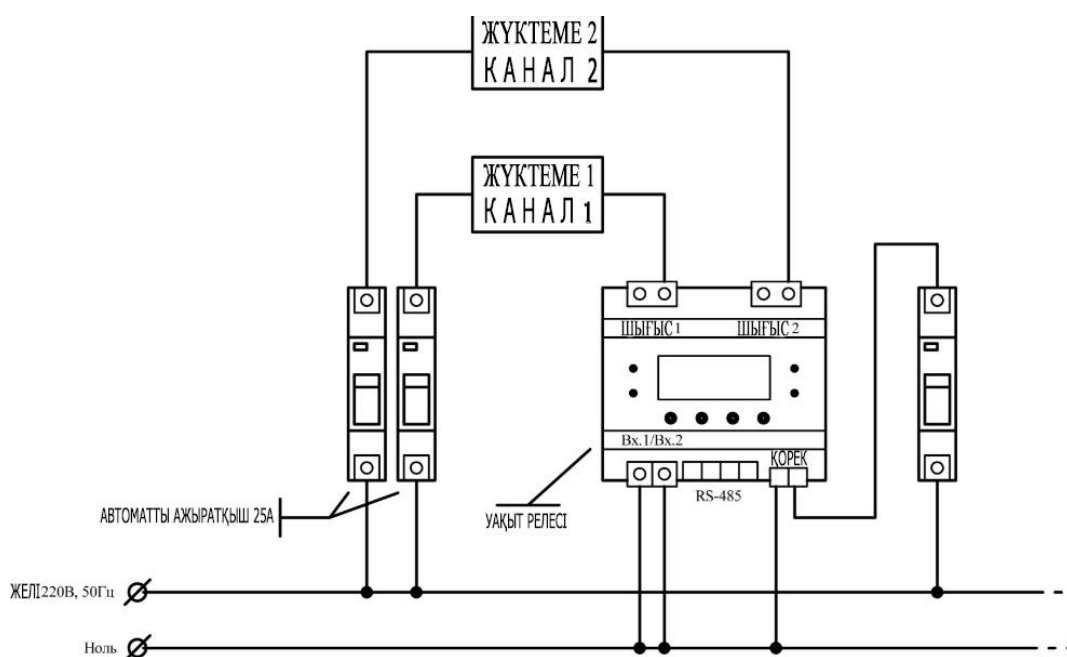 ЖҮКТЕМЕ 2
КАНАЛ 2
ЖҮКТЕМЕ 1
КАНАЛ 1
ШЫҒЫС 1
ШЫҒЫС 2
Вх.1/Вх.2
ҚОРЕК
RS-485
АВТОМАТТЫ АЖЫРАТҚЫШ 25А
УАҚЫТ РЕЛЕСІ
ЖЕЛІ 220В, 50Гц
Ноль